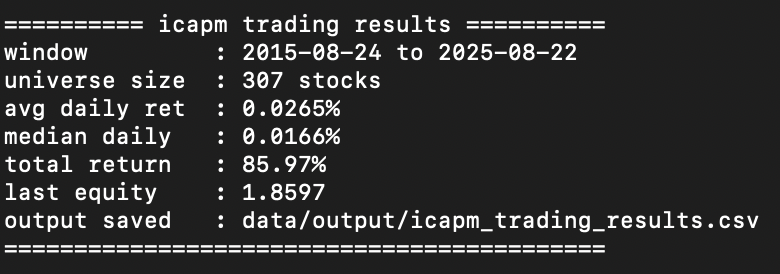 ========== icapm trading results ==========
window         : 2015-08-24 to 2025-08-22
universe size  : 307 stocks
avg daily ret  : 0.0265%
median daily   : 0.0166%
total return   : 85.97%
last equity    : 1.8597
output saved   : data/output/icapm_trading_results.csv
===========================================